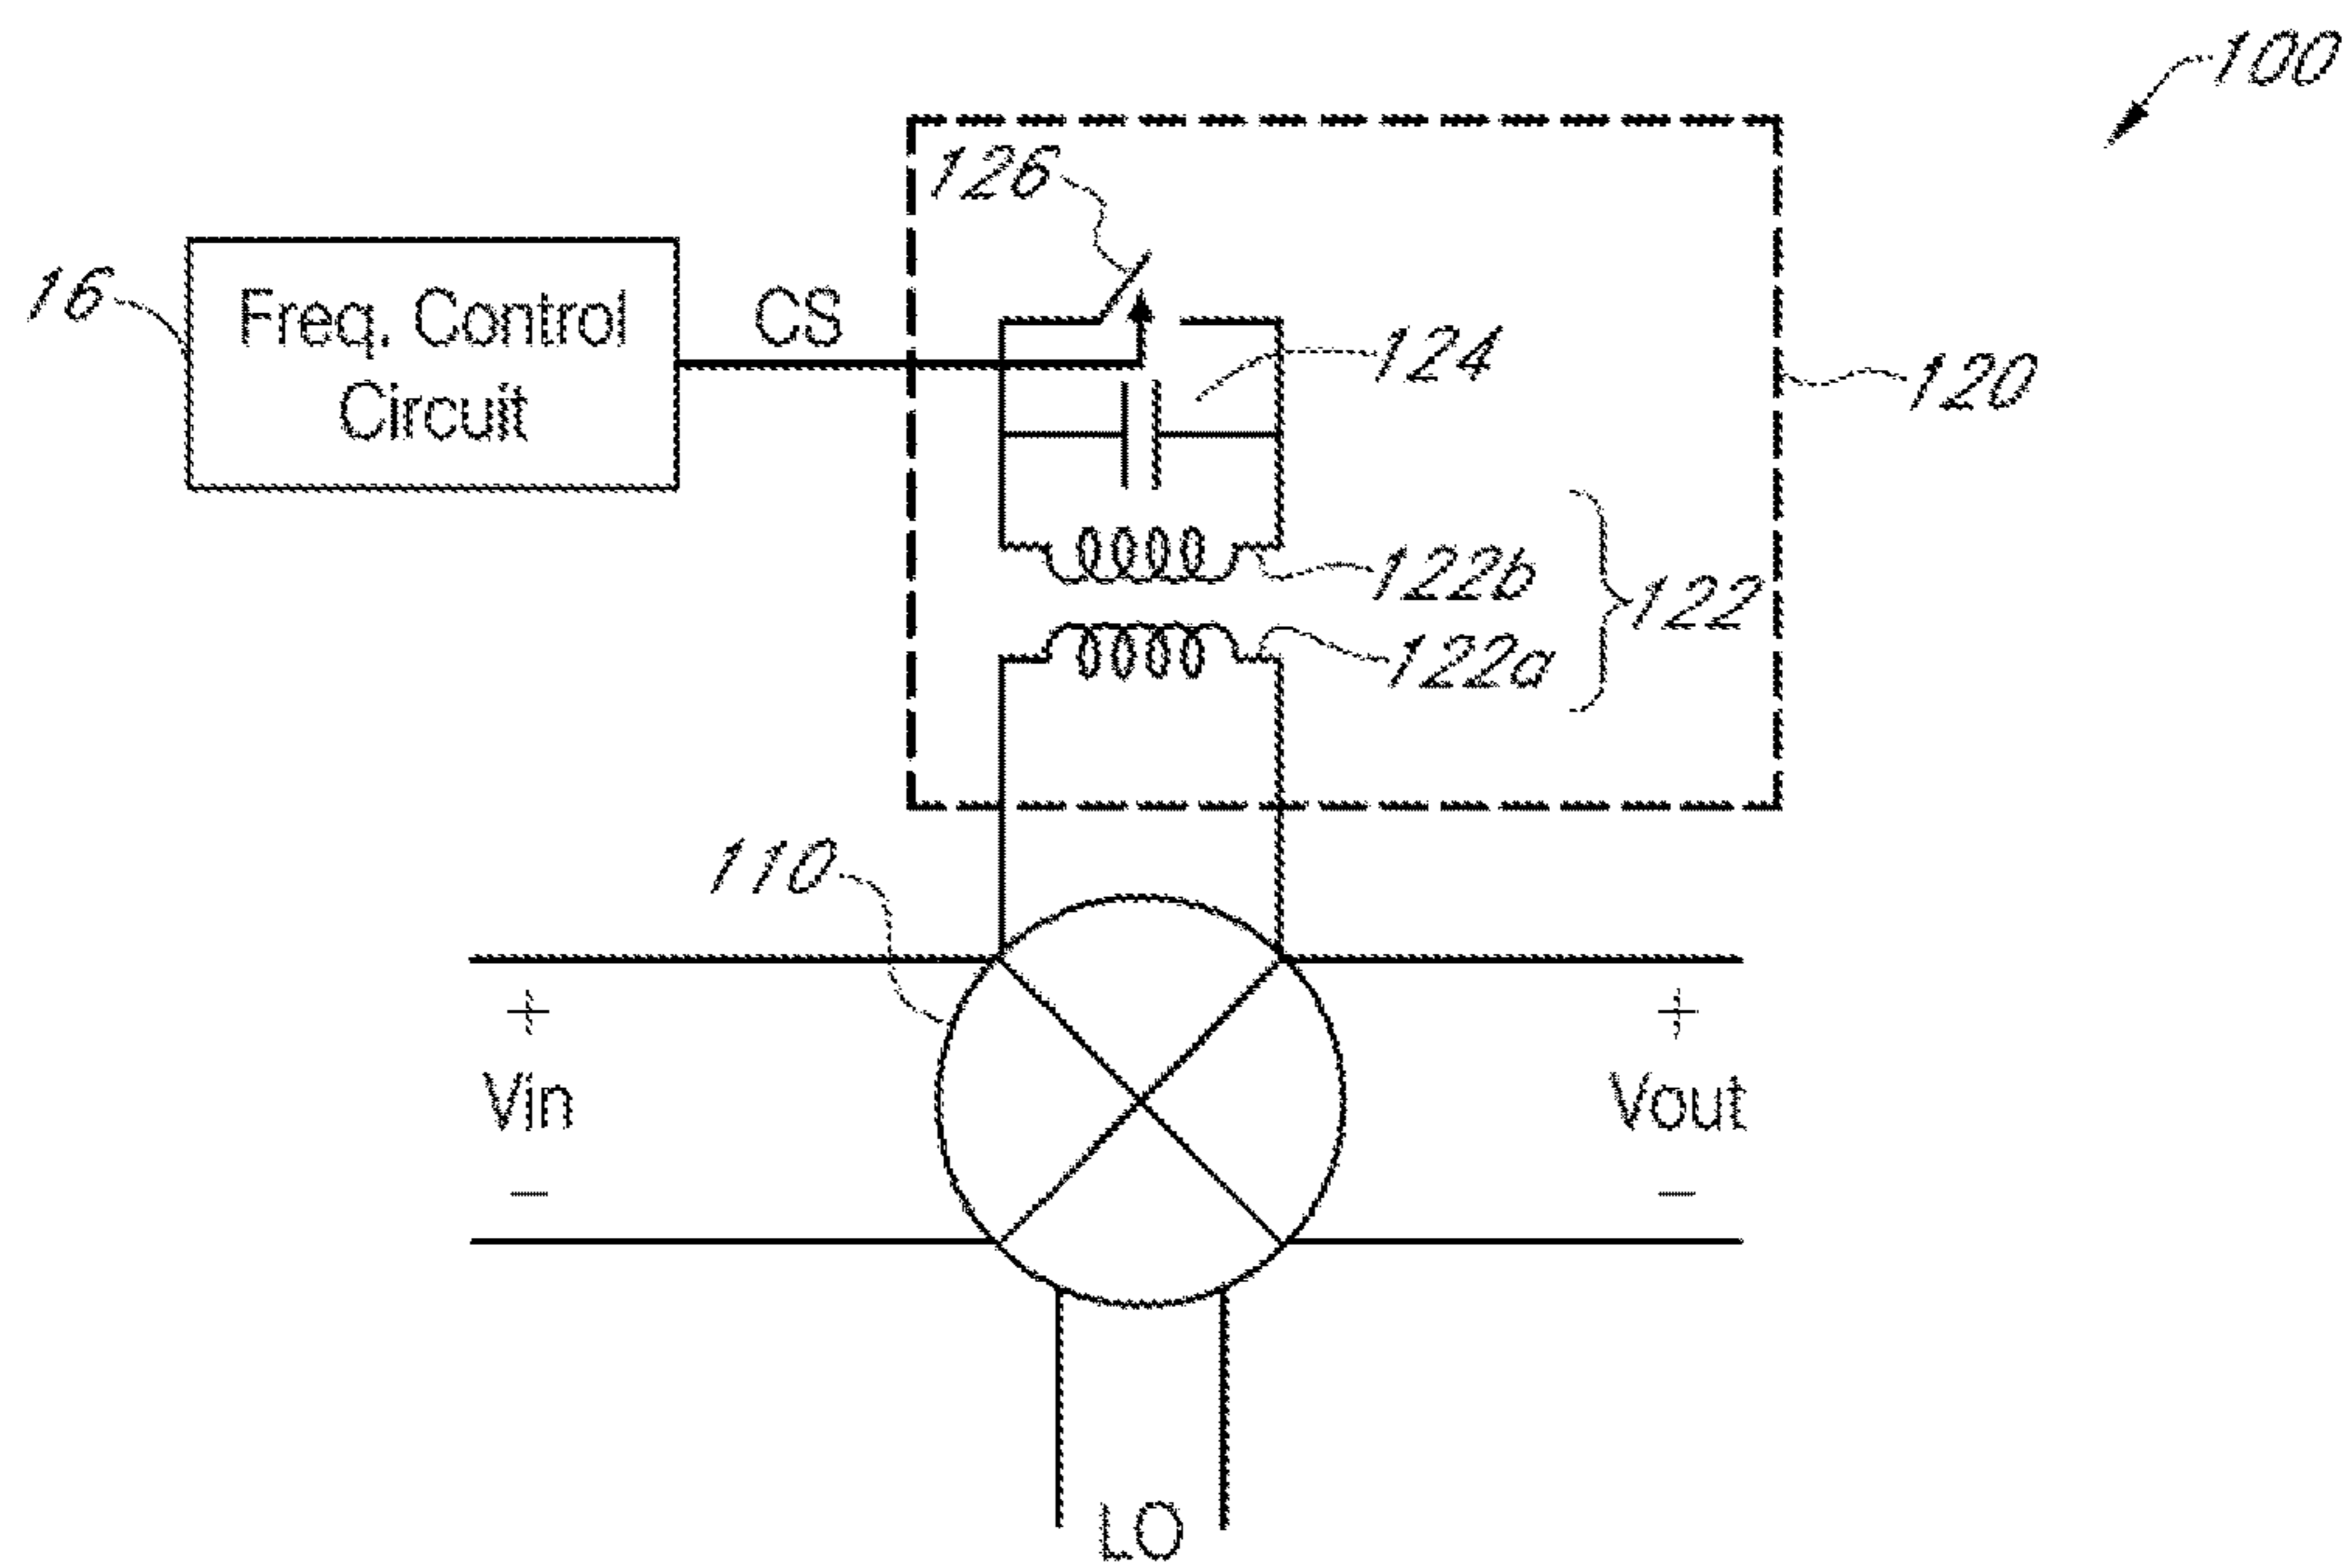 100
126
16
Freq. Control
Circuit
CS
124
120
122b
122
122a
110
+
Vin
−
+
Vout
−
LO